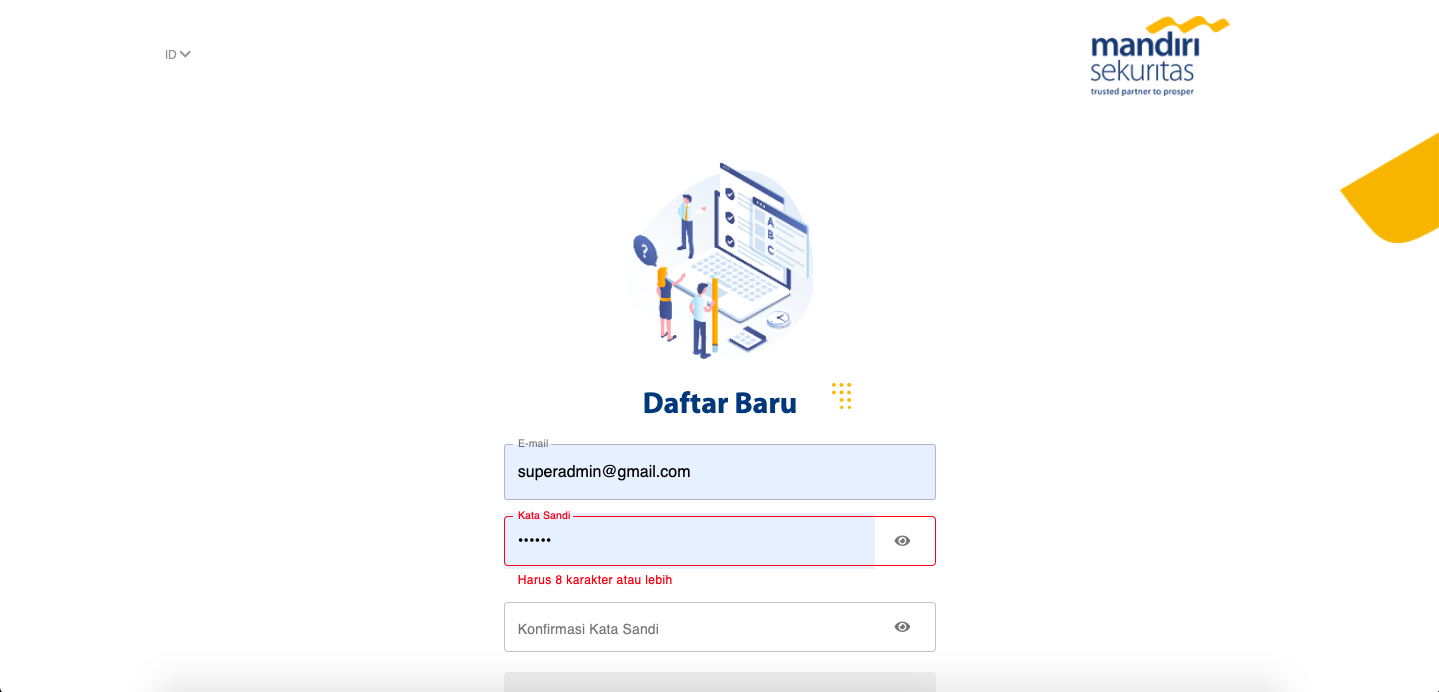 ID
mandiri
sekuritas
trusted partner to prosper
?
A
B
C
Daftar Baru
E-mail
superadmin@gmail.com
Kata Sandi
••••••
Harus 8 karakter atau lebih
Konfirmasi Kata Sandi